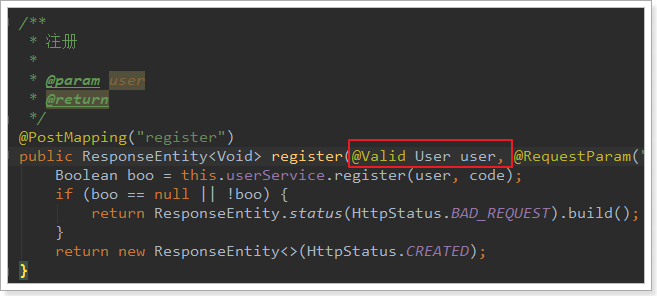 /**
* 注册
*
* @param user
* @return
*/
@PostMapping("register")
public ResponseEntity<Void> register(@Valid User user, @RequestParam("
Boolean boo = this.userService.register(user, code);
if (boo == null || !boo) {
return ResponseEntity.status(HttpStatus.BAD_REQUEST).build();
}
return new ResponseEntity<>(HttpStatus.CREATED);
}